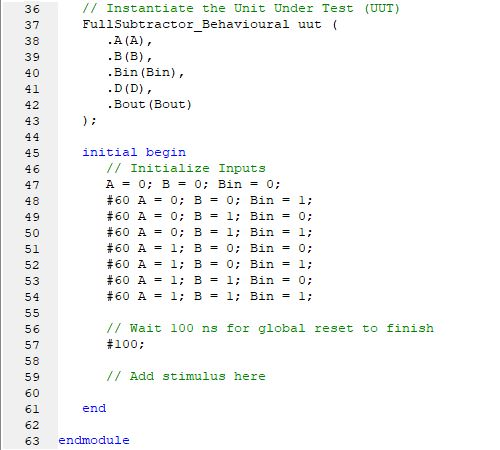 36 // Instantiate the Unit Under Test (UUT)
37 FullSubtractor_Behavioural uut (
38 .A(A),
39 .B(B),
40 .Bin(Bin),
41 .D(D),
42 .Bout(Bout)
43 );
44
45 initial begin
46 // Initialize Inputs
47 A = 0; B = 0; Bin = 0;
48 #60 A = 0; B = 0; Bin = 1;
49 #60 A = 0; B = 1; Bin = 0;
50 #60 A = 0; B = 1; Bin = 1;
51 #60 A = 1; B = 0; Bin = 0;
52 #60 A = 1; B = 0; Bin = 1;
53 #60 A = 1; B = 1; Bin = 0;
54 #60 A = 1; B = 1; Bin = 1;
55
56 // Wait 100 ns for global reset to finish
57 #100;
58
59 // Add stimulus here
60
61 end
62
63 endmodule